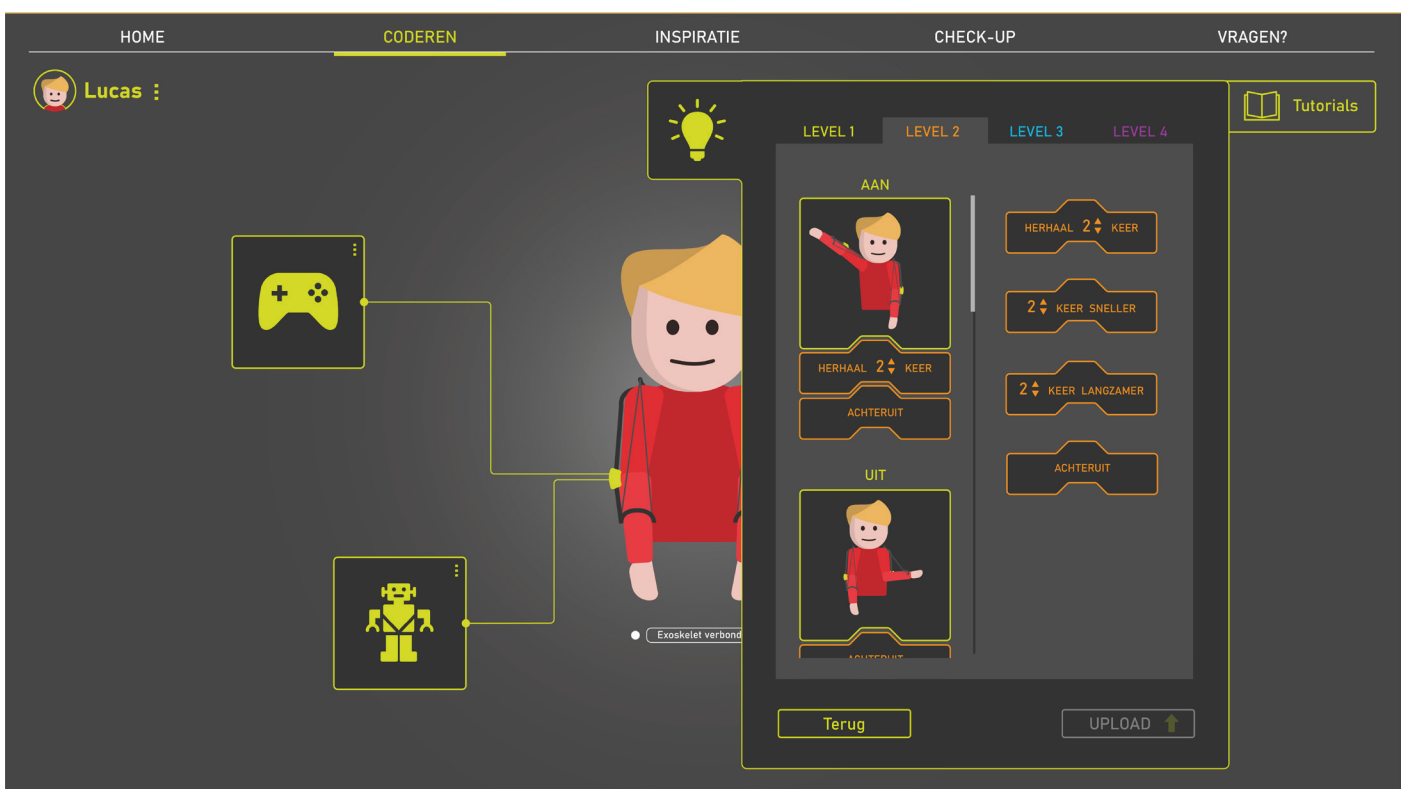 HOME
CODEREN
INSPIRATIE
CHECK-UP
VRAGEN?
Lucas
Tutorials
LEVEL 1
LEVEL 2
LEVEL 3
LEVEL 4
AAN
HERHAAL 2 KEER
ACHTERUIT
UIT
ACHTERUIT
HERHAAL 2 KEER
2 KEER SNELLER
2 KEER LANGZAMER
ACHTERUIT
Exoskelet verbond
Terug
UPLOAD